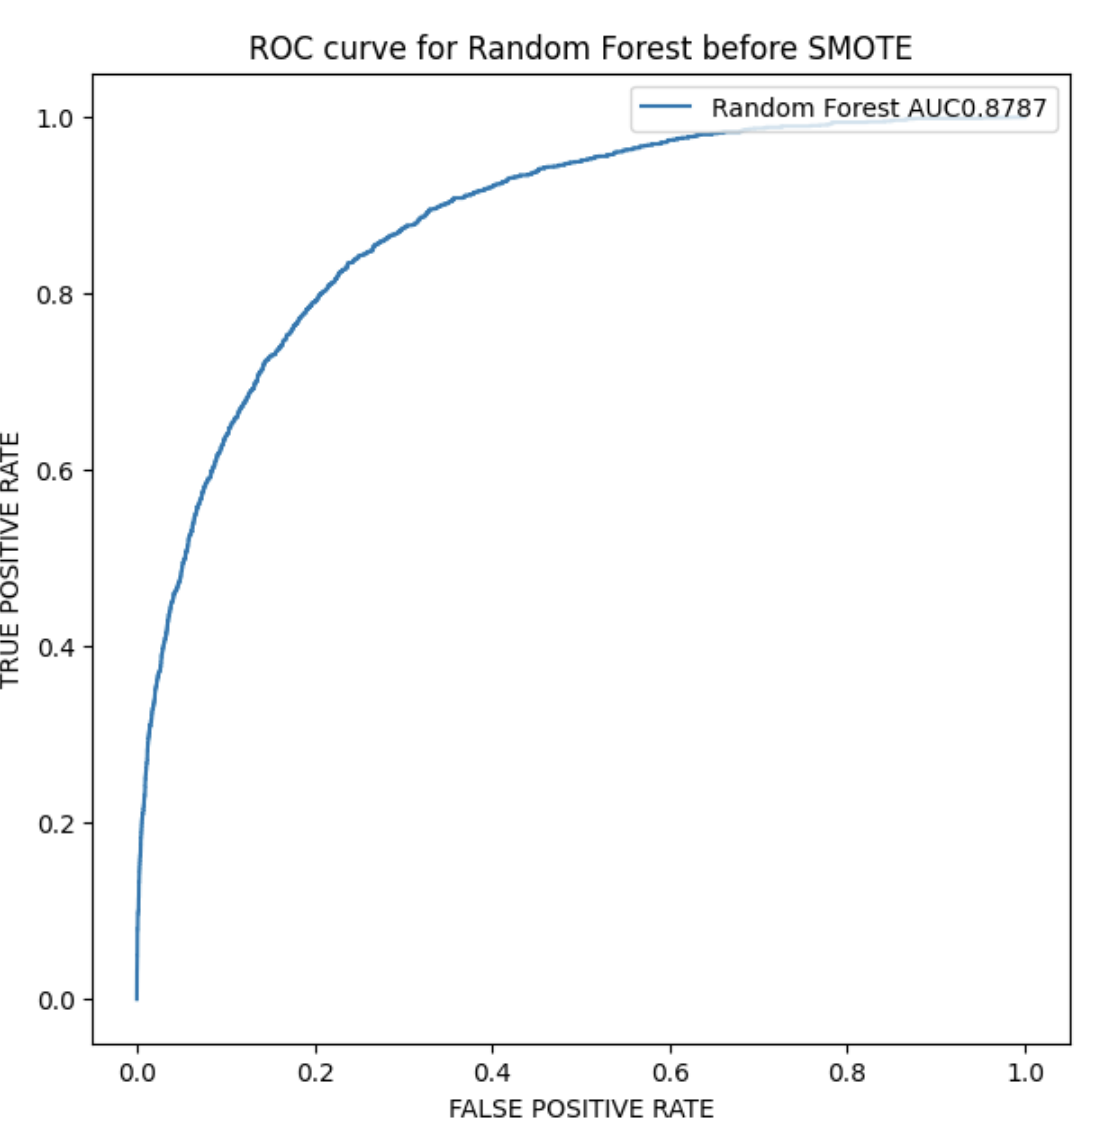 ROC curve for Random Forest before SMOTE
Random Forest AUC0.8787
1.0
0.8
0.6
0.4
0.2
0.0
TRUE POSITIVE RATE
0.0 0.2 0.4 0.6 0.8 1.0
FALSE POSITIVE RATE